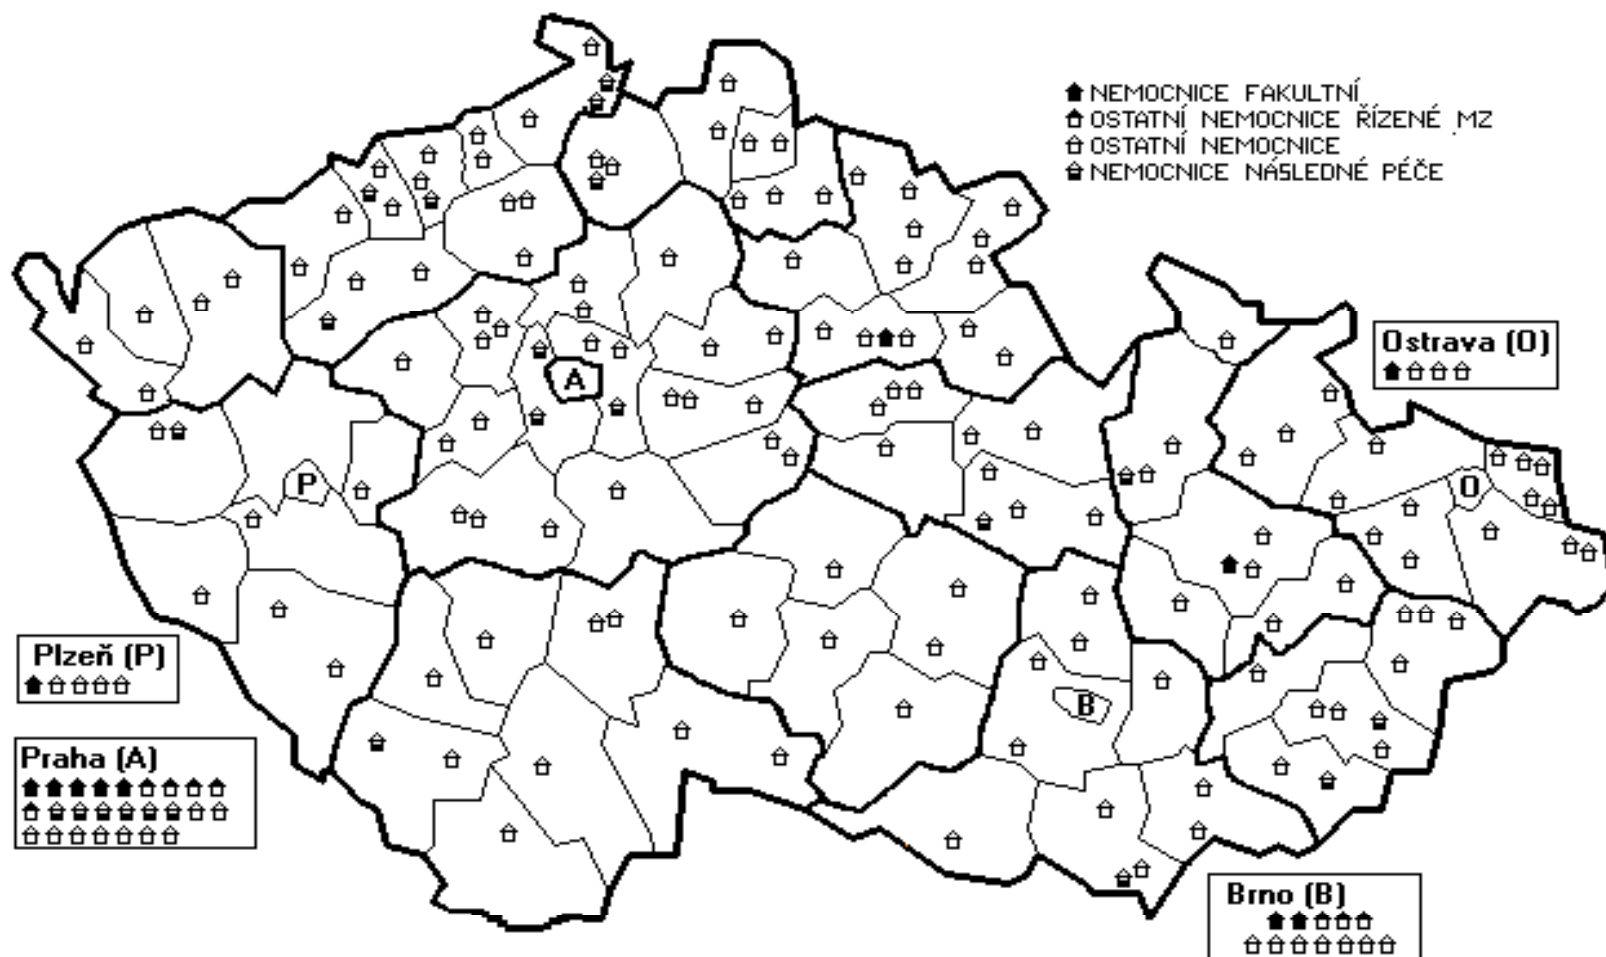 NEMOCNICE FAKULTNÍ
OSTATNÍ NEMOCNICE ŘÍZENÉ MZ
OSTATNÍ NEMOCNICE
NEMOCNICE NÁSLEDNÉ PÉČE
Ostrava (O)
A
P
O
B
Plzeň (P)
Praha (A)
Brno (B)